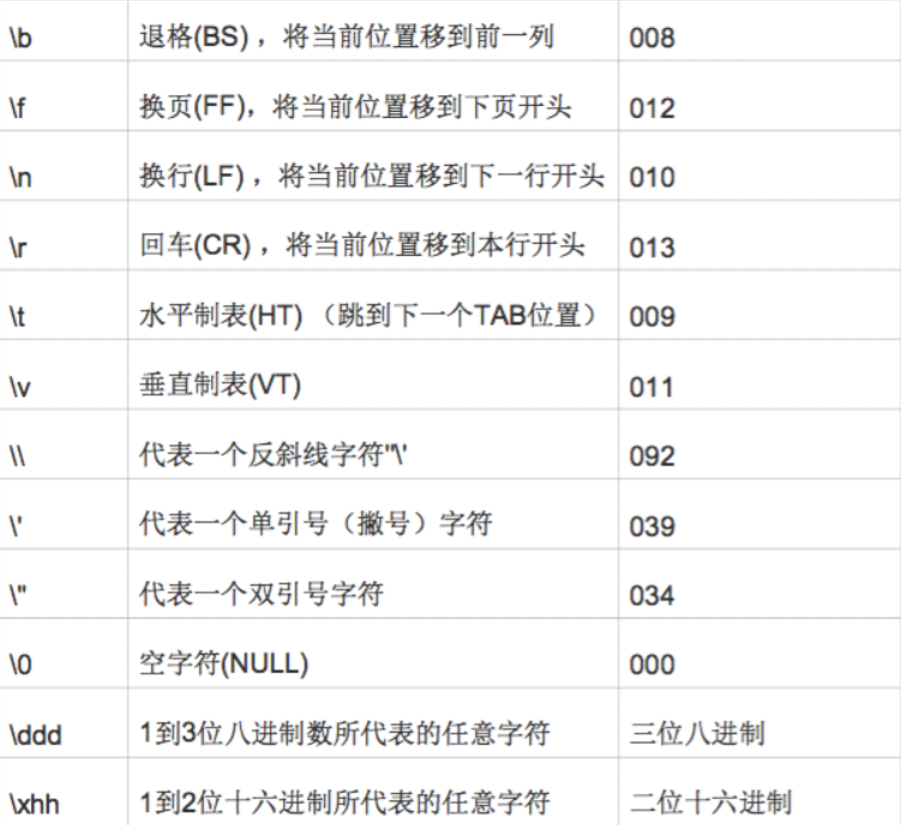 \b 退格(BS) ，将当前位置移到前一列 008
\f 换页(FF)，将当前位置移到下页开头 012
\n 换行(LF) ，将当前位置移到下一行开头 010
\r 回车(CR) ，将当前位置移到本行开头 013
\t 水平制表(HT) （跳到下一个TAB位置） 009
\v 垂直制表(VT) 011
\\ 代表一个反斜线字符''\' 092
\' 代表一个单引号（撇号）字符 039
\" 代表一个双引号字符 034
\0 空字符(NULL) 000
\ddd 1到3位八进制数所代表的任意字符 三位八进制
\xhh 1到2位十六进制所代表的任意字符 二位十六进制